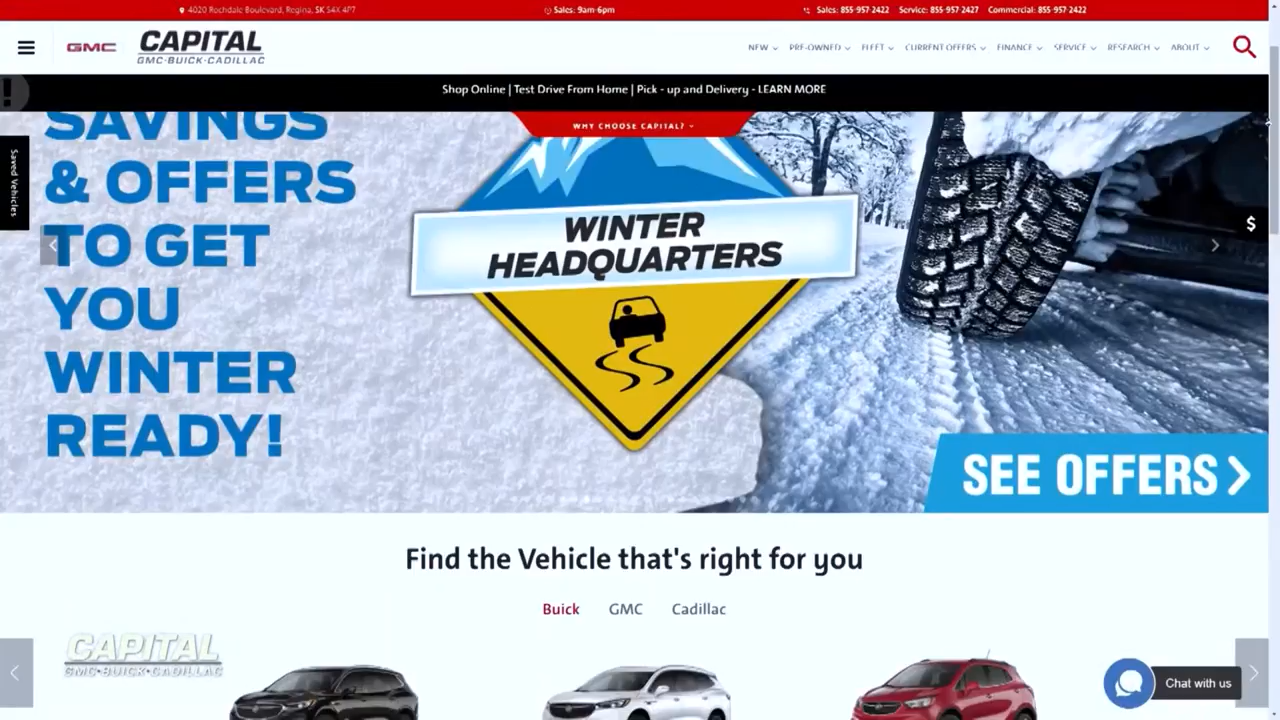 4020 Rochdale Boulevard, Regina, SK S4X 4P7
Sales: 9am-6pm
Sales: 855-957-2422 Service: 855-957-2427 Commercial: 855-957-2422
GMC
CAPITAL
GMC•BUICK•CADILLAC
NEW PRE-OWNED FLEET CURRENT OFFERS FINANCE SERVICE RESEARCH ABOUT
Shop Online | Test Drive From Home | Pick - up and Delivery - LEARN MORE
WHY CHOOSE CAPITAL?
Saved Vehicles
SAVINGS
& OFFERS
TO GET
YOU
WINTER
READY!
WINTER
HEADQUARTERS
$
SEE OFFERS
Find the Vehicle that's right for you
Buick GMC Cadillac
CAPITAL
GMC•BUICK•CADILLAC
Chat with us